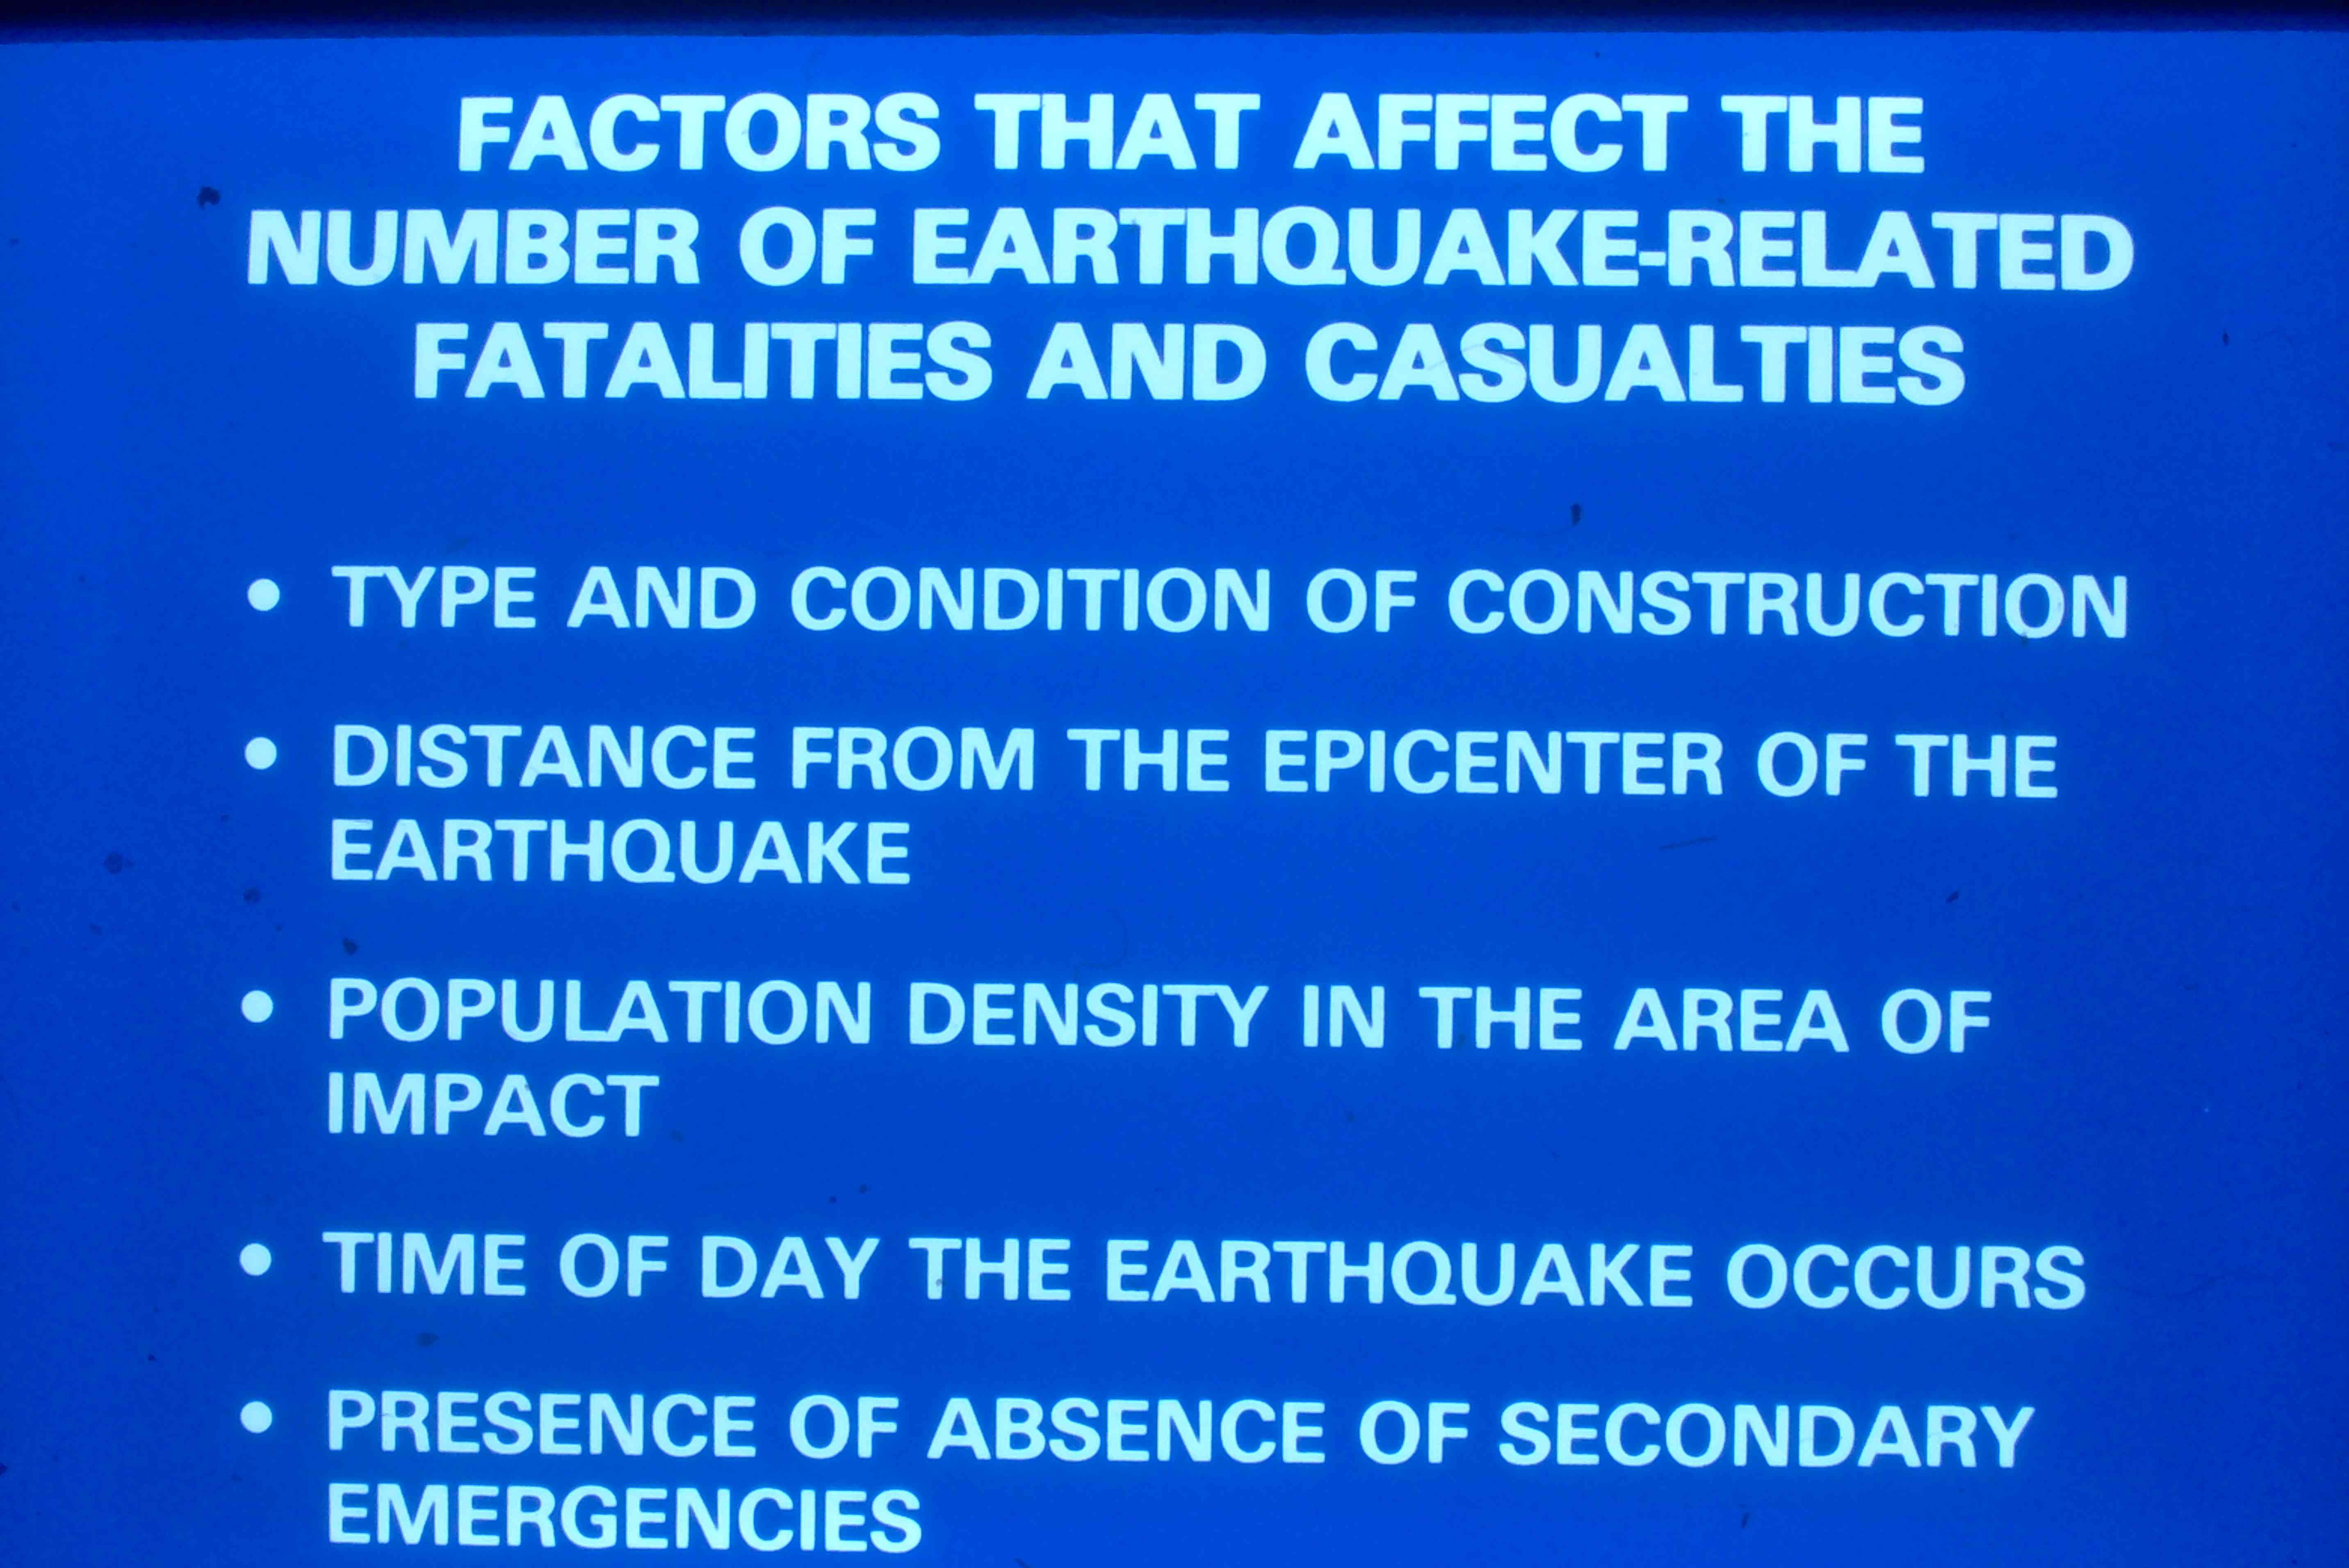 FACTORS THAT AFFECT THE
NUMBER OF EARTHQUAKE-RELATED
FATALITIES AND CASUALTIES
• TYPE AND CONDITION OF CONSTRUCTION
• DISTANCE FROM THE EPICENTER OF THE
EARTHQUAKE
• POPULATION DENSITY IN THE AREA OF
IMPACT
• TIME OF DAY THE EARTHQUAKE OCCURS
• PRESENCE OF ABSENCE OF SECONDARY
EMERGENCIES